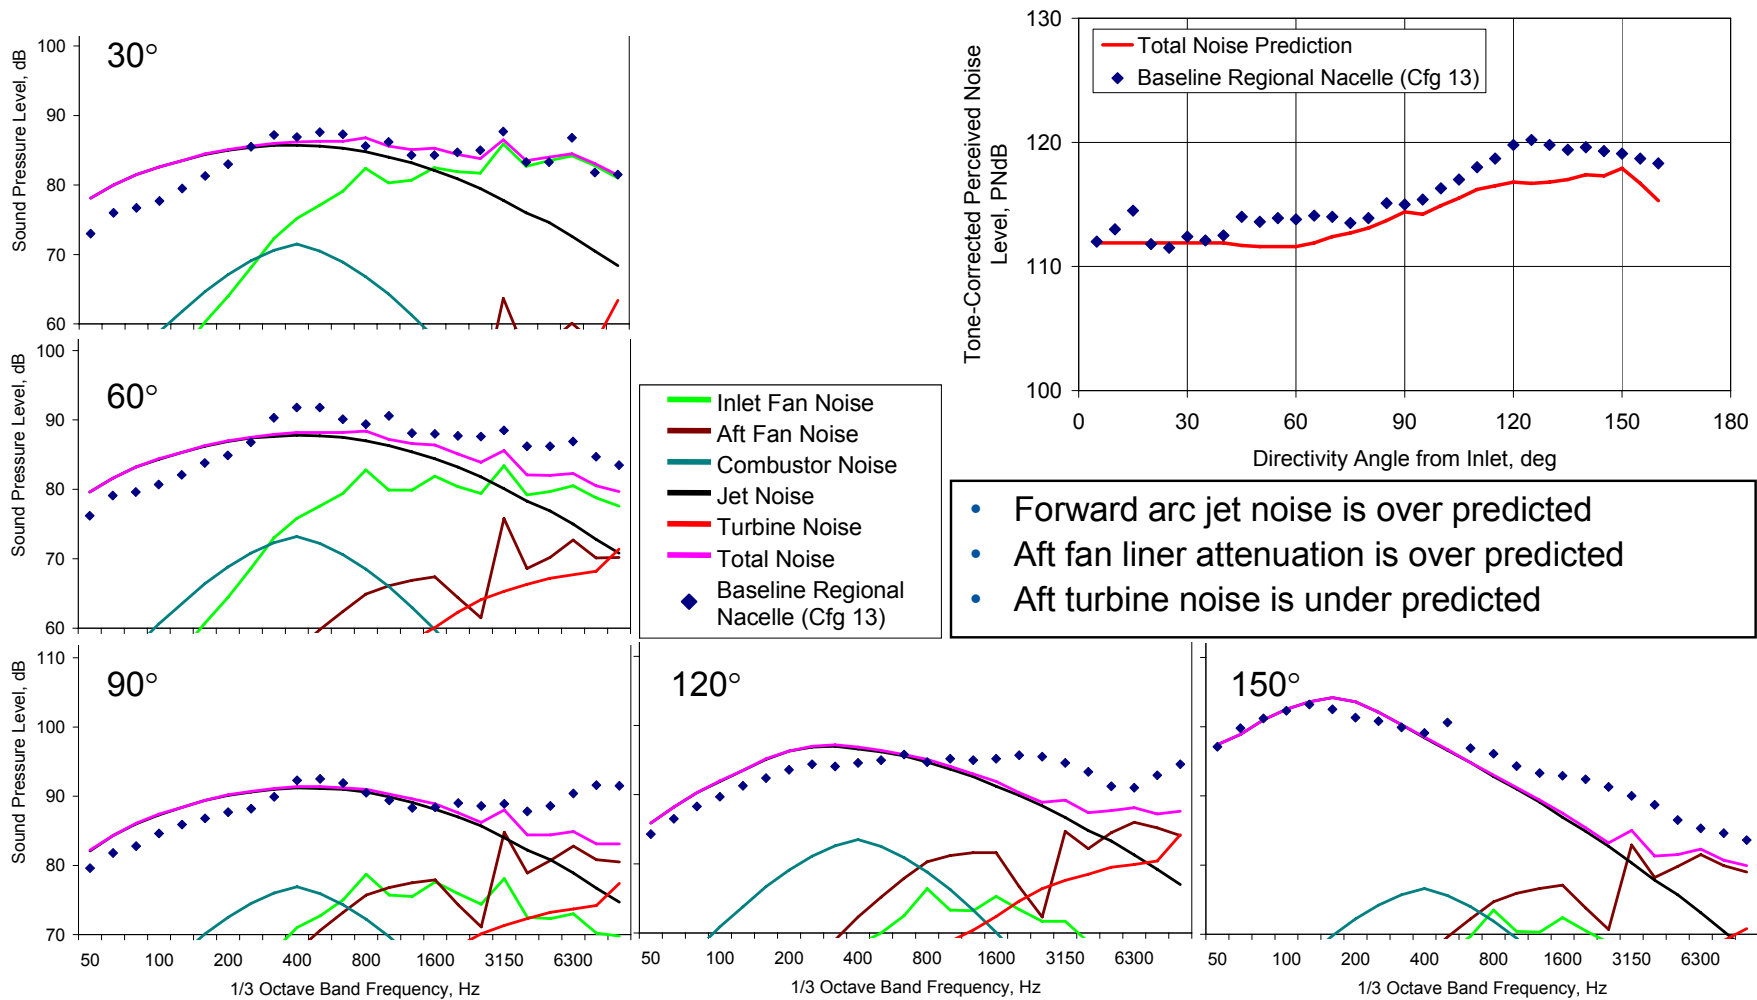 30°
Sound Pressure Level, dB
100
90
80
70
60
130
120
110
100
Tone-Corrected Perceived Noise
Level, PNdB
Total Noise Prediction
Baseline Regional Nacelle (Cfg 13)
0
30
60
90
120
150
180
Directivity Angle from Inlet, deg
60°
Sound Pressure Level, dB
100
90
80
70
60
Inlet Fan Noise
Aft Fan Noise
Combustor Noise
Jet Noise
Turbine Noise
Total Noise
Baseline Regional
Nacelle (Cfg 13)
• Forward arc jet noise is over predicted
• Aft fan liner attenuation is over predicted
• Aft turbine noise is under predicted
90°
Sound Pressure Level, dB
110
100
90
80
70
50
100
200
400
800
1600
3150
6300
1/3 Octave Band Frequency, Hz
120°
50
100
200
400
800
1600
3150
6300
1/3 Octave Band Frequency, Hz
150°
50
100
200
400
800
1600
3150
6300
1/3 Octave Band Frequency, Hz